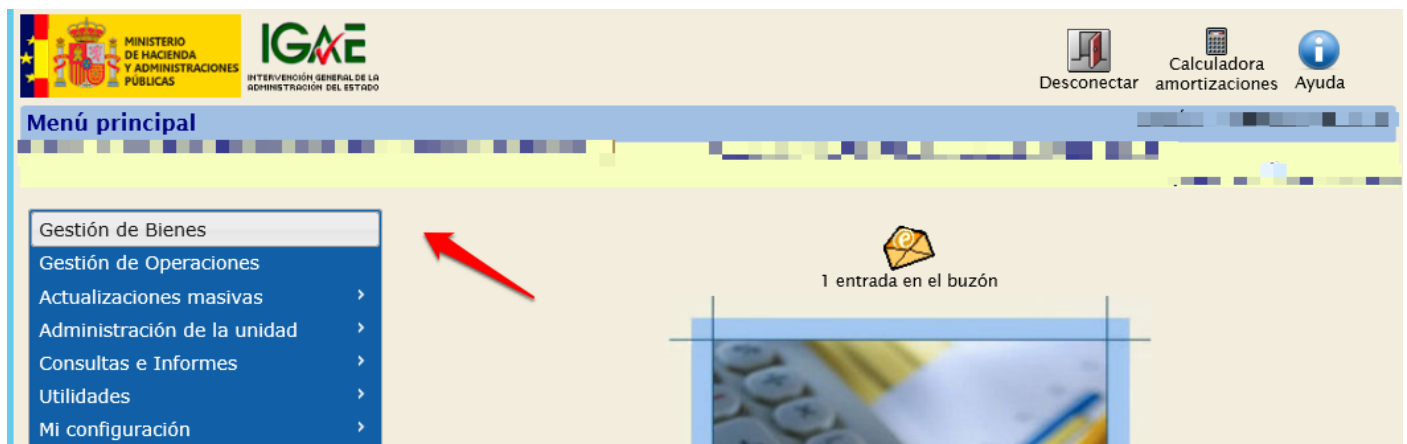 MINISTERIO
DE HACIENDA
Y ADMINISTRACIONES
PÚBLICAS
IGAE
INTERVENCIÓN GENERAL DE LA
ADMINISTRACIÓN DEL ESTADO
Desconectar
Calculadora
amortizaciones
Ayuda
Menú principal
Gestión de Bienes
Gestión de Operaciones
Actualizaciones masivas
Administración de la unidad
Consultas e Informes
Utilidades
Mi configuración
1 entrada en el buzón